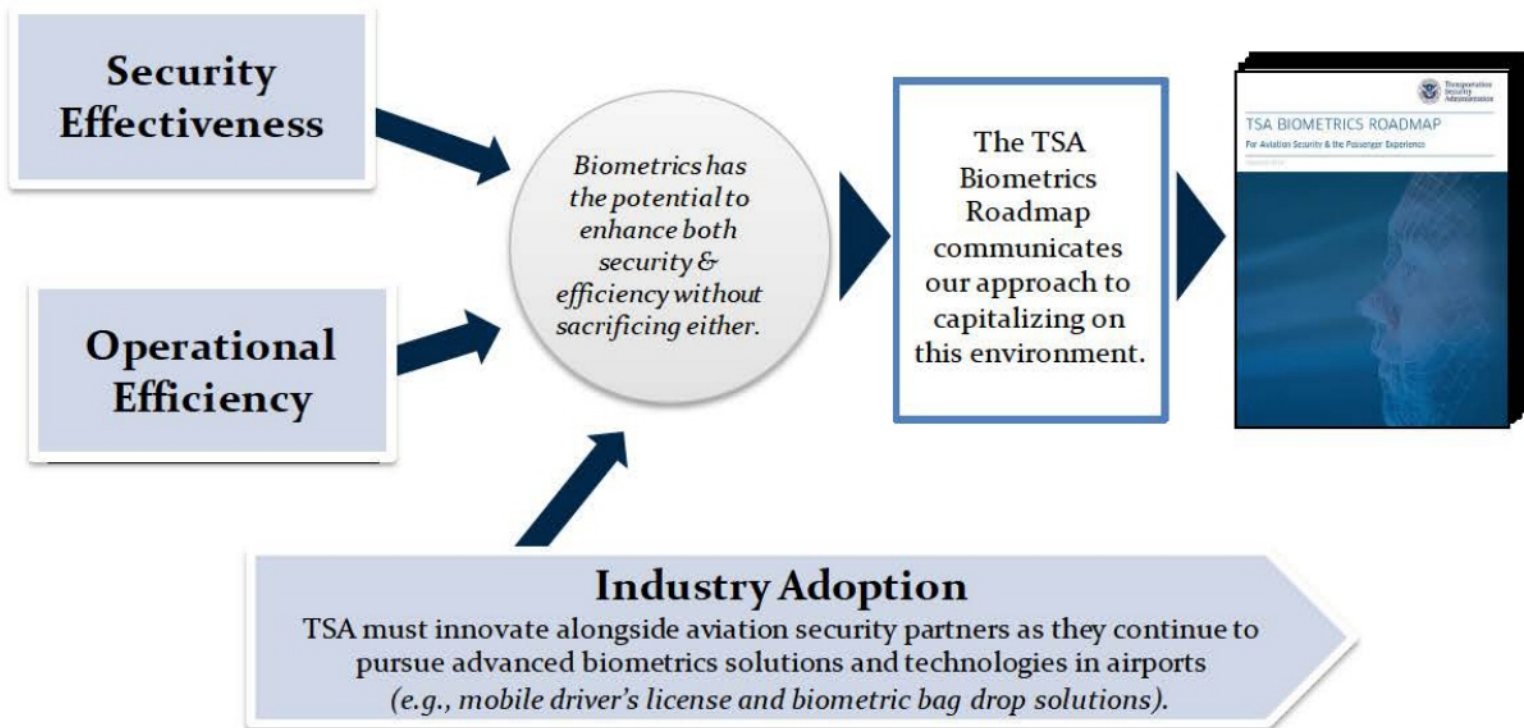 Security
Effectiveness
Operational
Efficiency
Biometrics has
the potential to
enhance both
security &
efficiency without
sacrificing either.
The TSA
Biometrics
Roadmap
communicates
our approach to
capitalizing on
this environment.
Transportation
Security
Administration
TSA BIOMETRICS ROADMAP
For Aviation Security & the Passenger Experience
Industry Adoption
TSA must innovate alongside aviation security partners as they continue to
pursue advanced biometrics solutions and technologies in airports
(e.g., mobile driver's license and biometric bag drop solutions).